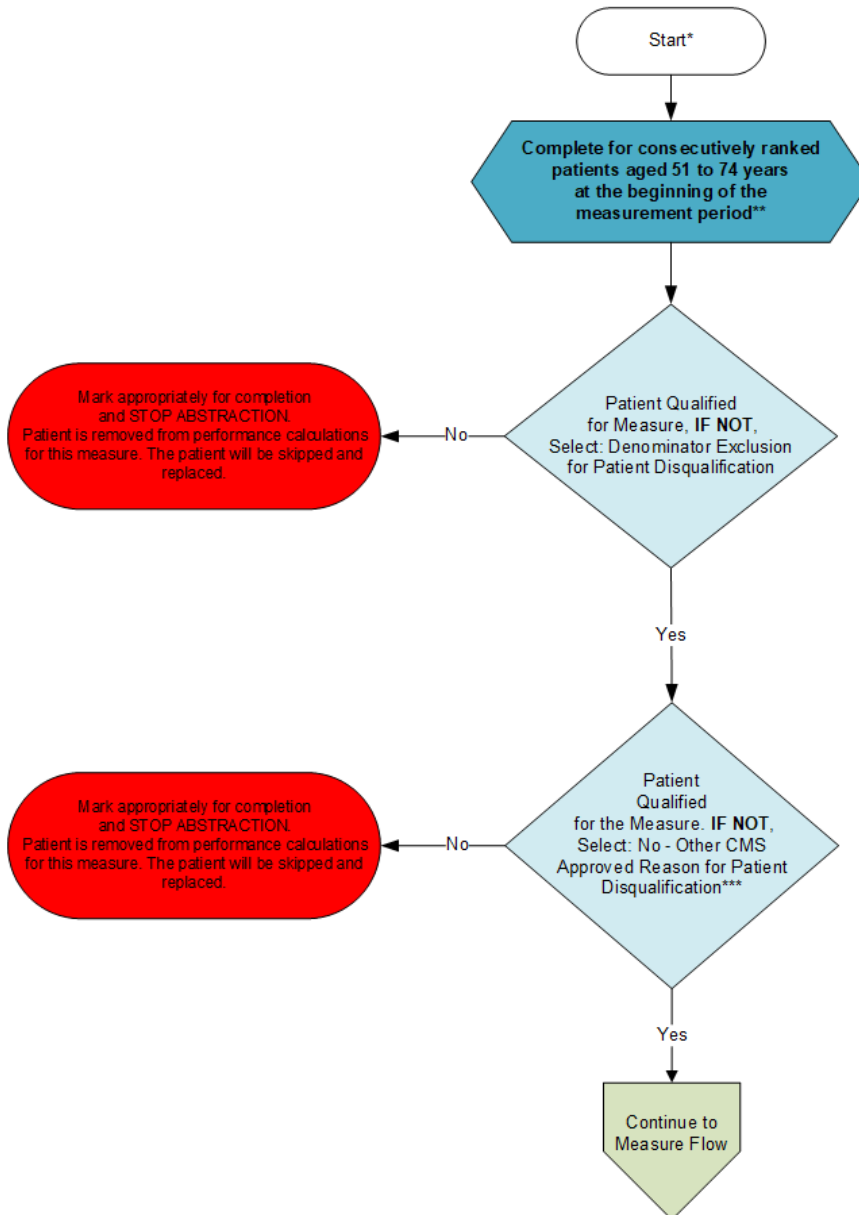 Start*
Complete for consecutively ranked
patients aged 51 to 74 years
at the beginning of the
measurement period**
Patient Qualified
for Measure, IF NOT,
Select: Denominator Exclusion
for Patient Disqualification
No
Mark appropriately for completion
and STOP ABSTRACTION.
Patient is removed from performance calculations
for this measure. The patient will be skipped and
replaced.
Yes
Patient
Qualified
for the Measure. IF NOT,
Select: No - Other CMS
Approved Reason for Patient
Disqualification***
No
Mark appropriately for completion
and STOP ABSTRACTION.
Patient is removed from performance calculations
for this measure. The patient will be skipped and
replaced.
Yes
Continue to
Measure Flow